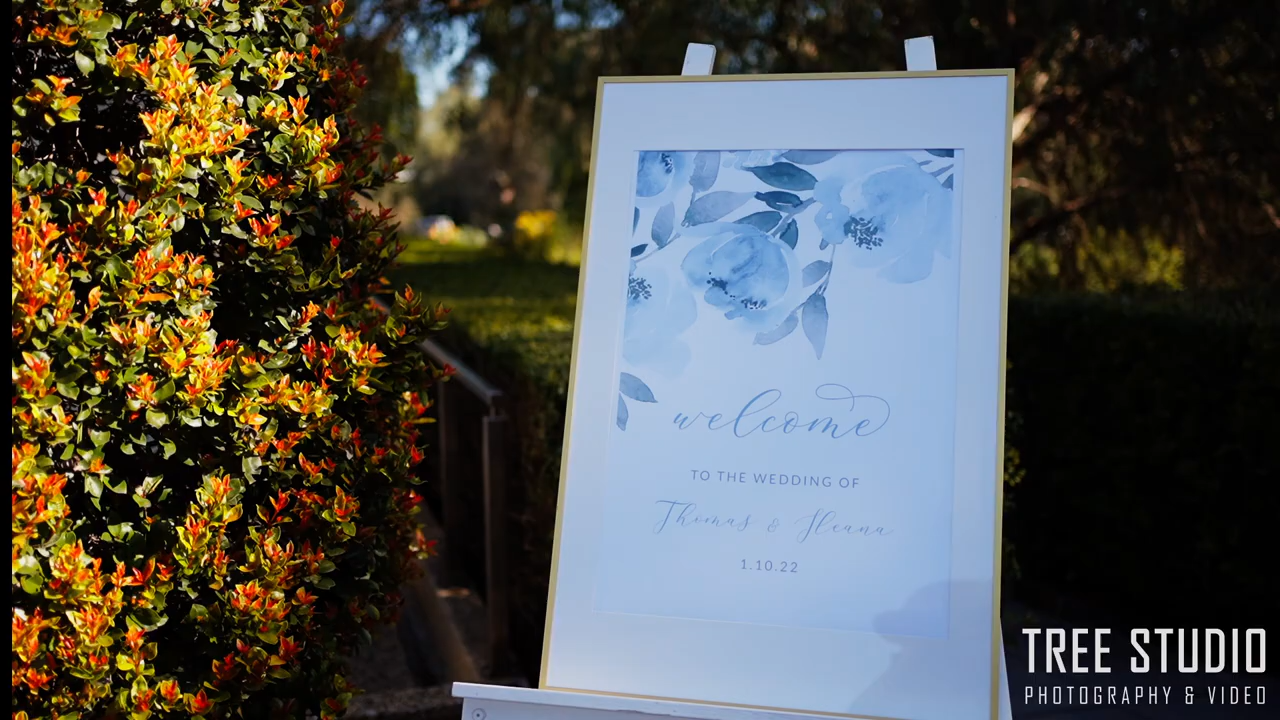 welcome
TO THE WEDDING OF
Thomas & Ileana
1.10.22
TREE STUDIO
PHOTOGRAPHY & VIDEO